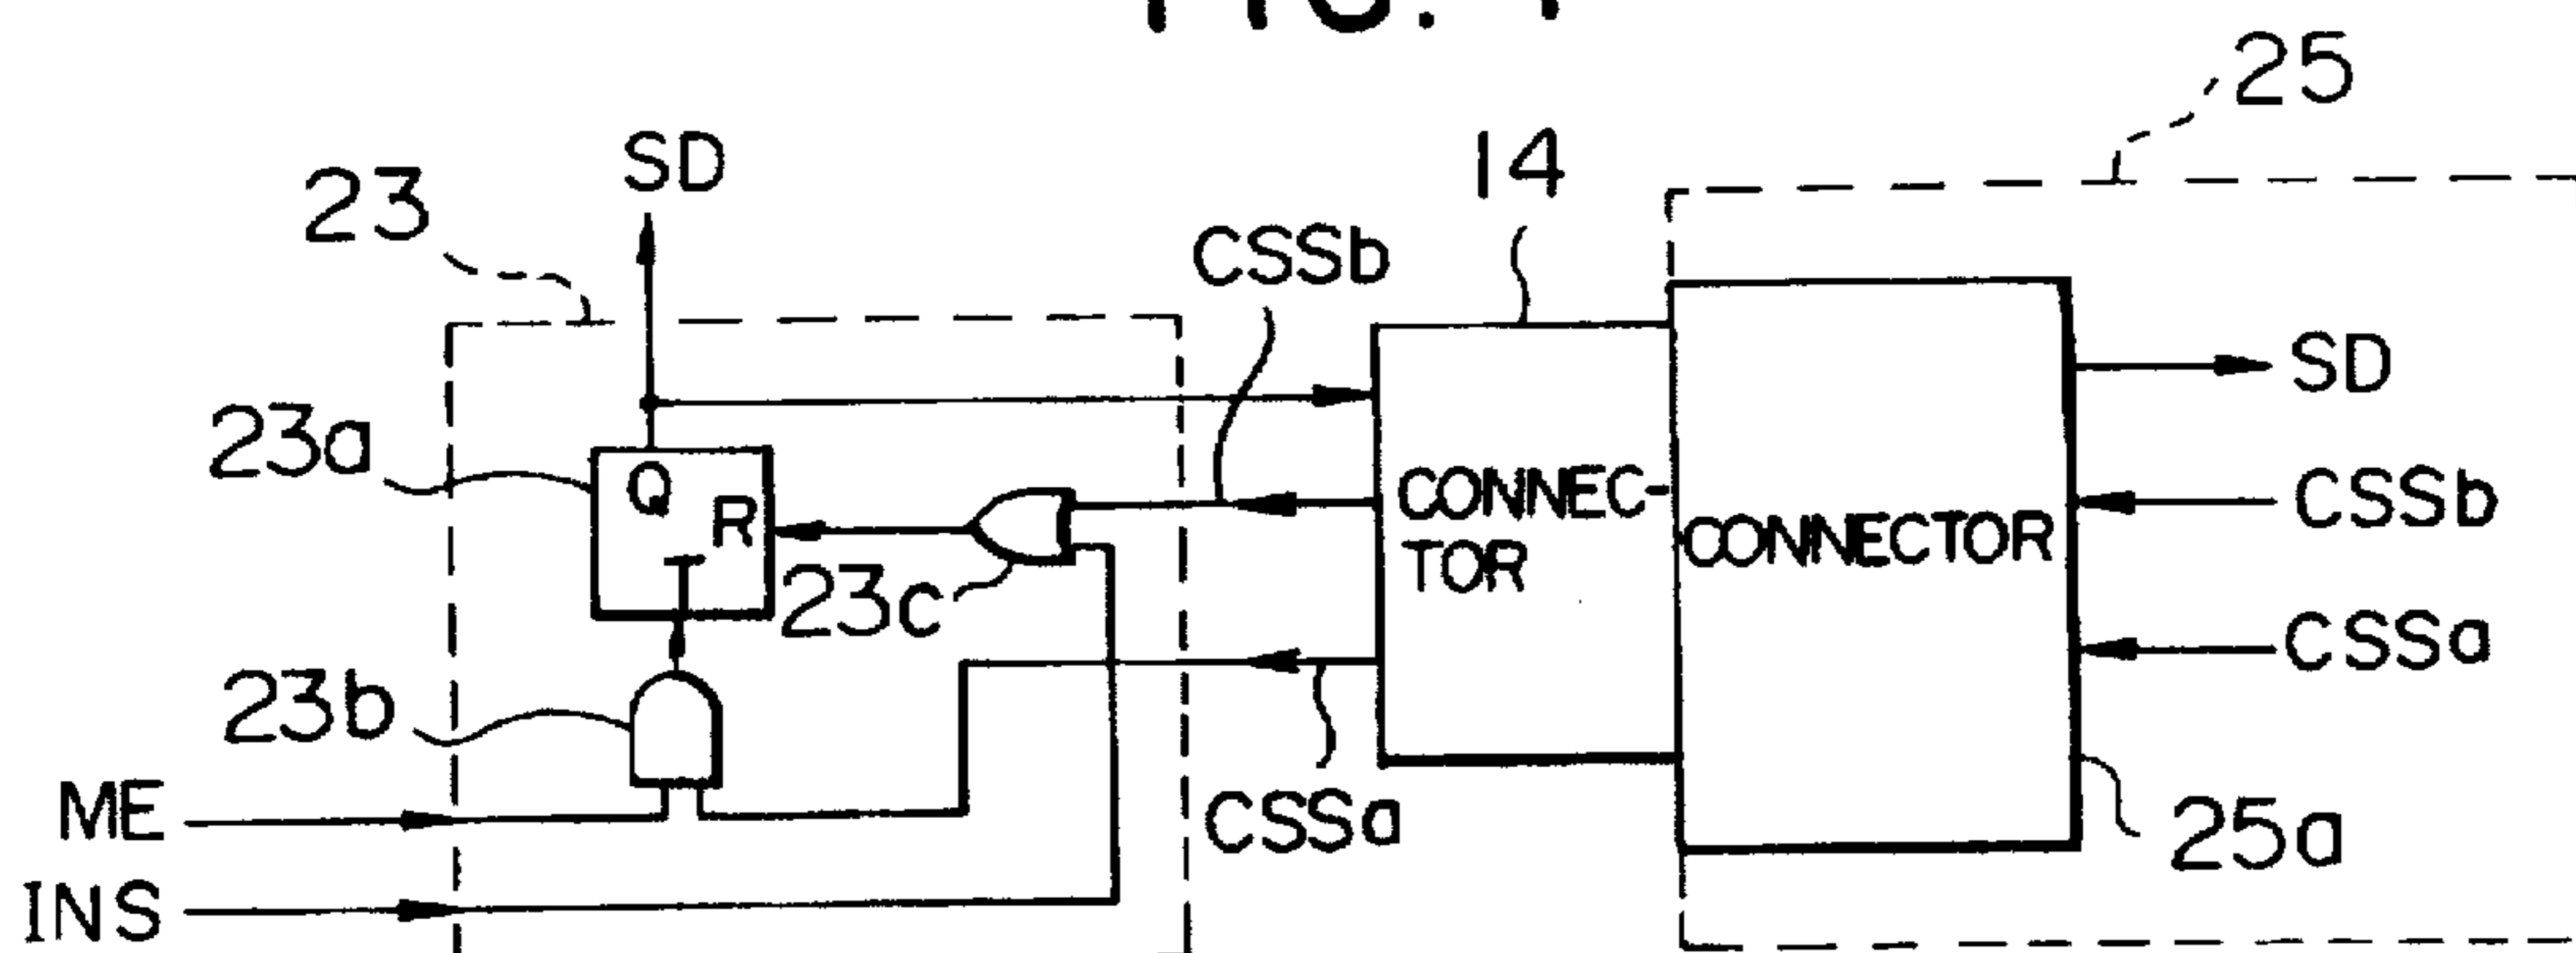 25
SD
14
23
CSSb
SD
23a
Q
R
CONNEC-
TOR
CONNECTOR
CSSb
T
23c
CSSa
23b
ME
CSSa
25a
INS